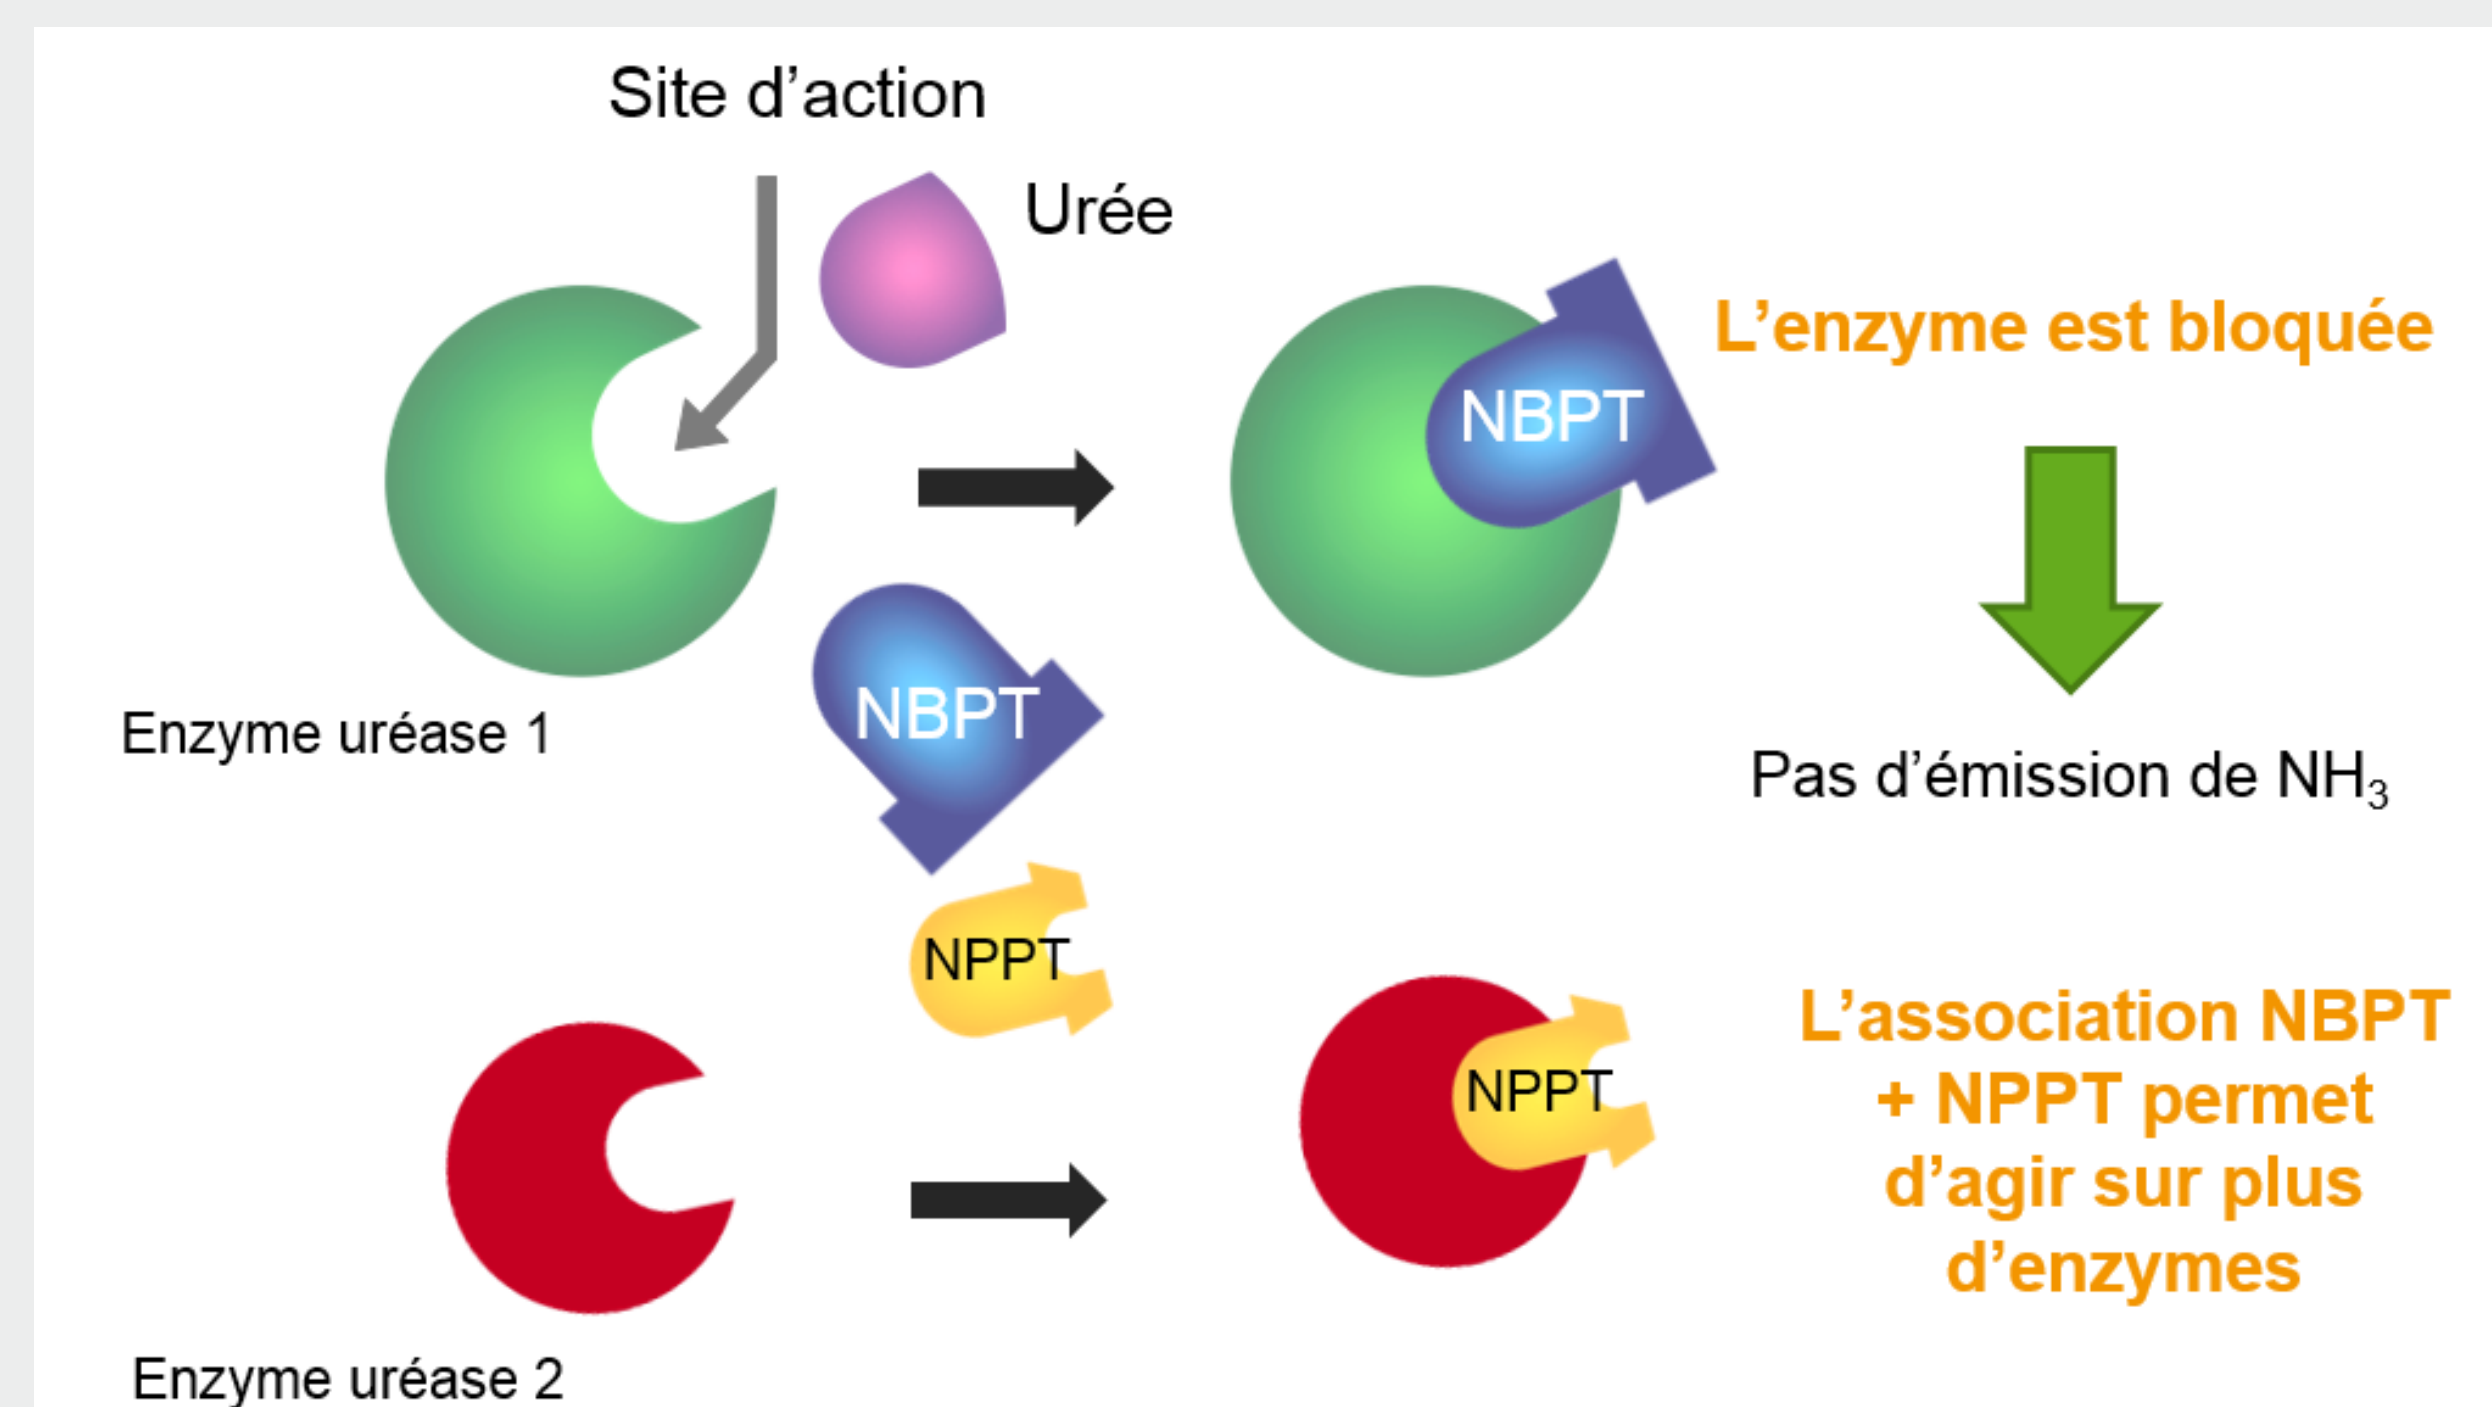 Site d’action
Urée
L’enzyme est bloquée
NBPT
NBPT
Enzyme uréase 1
Pas d’émission de NH₃
NPPT
L’association NBPT
+ NPPT permet
d’agir sur plus
d’enzymes
NPPT
Enzyme uréase 2